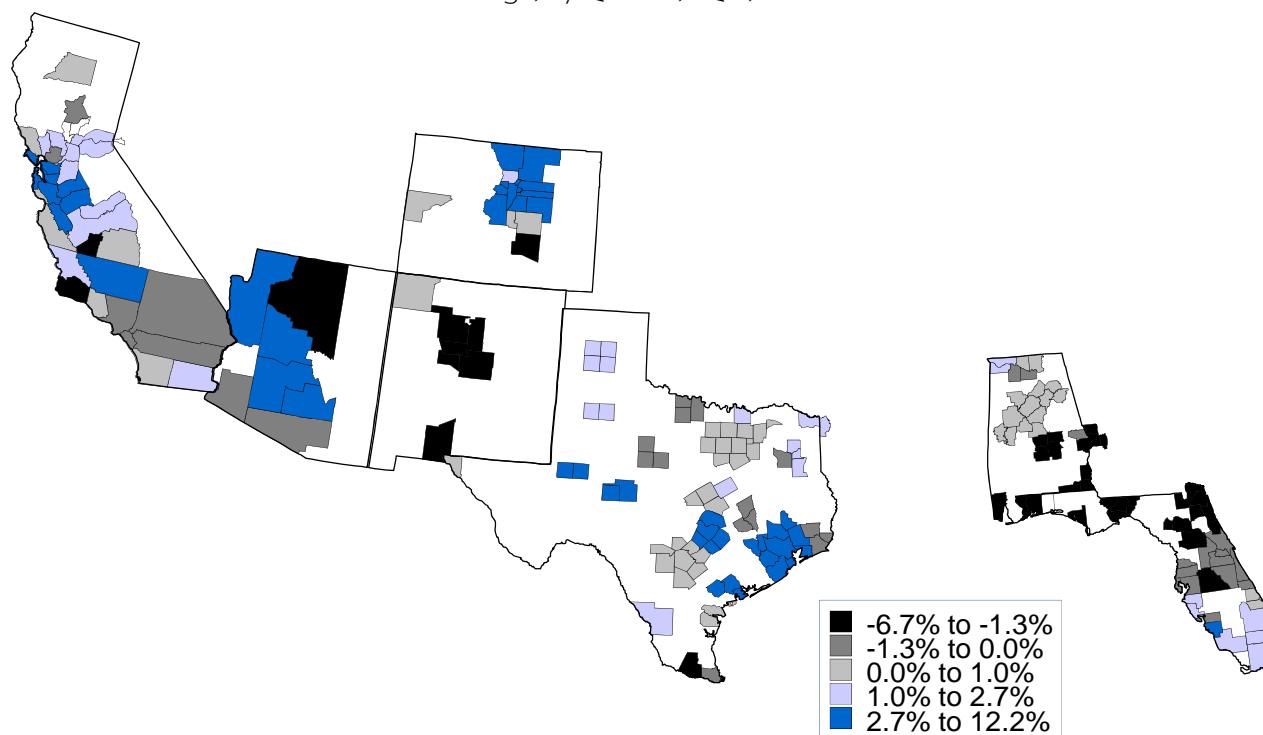 -6.7% to -1.3%
-1.3% to 0.0%
0.0% to 1.0%
1.0% to 2.7%
2.7% to 12.2%